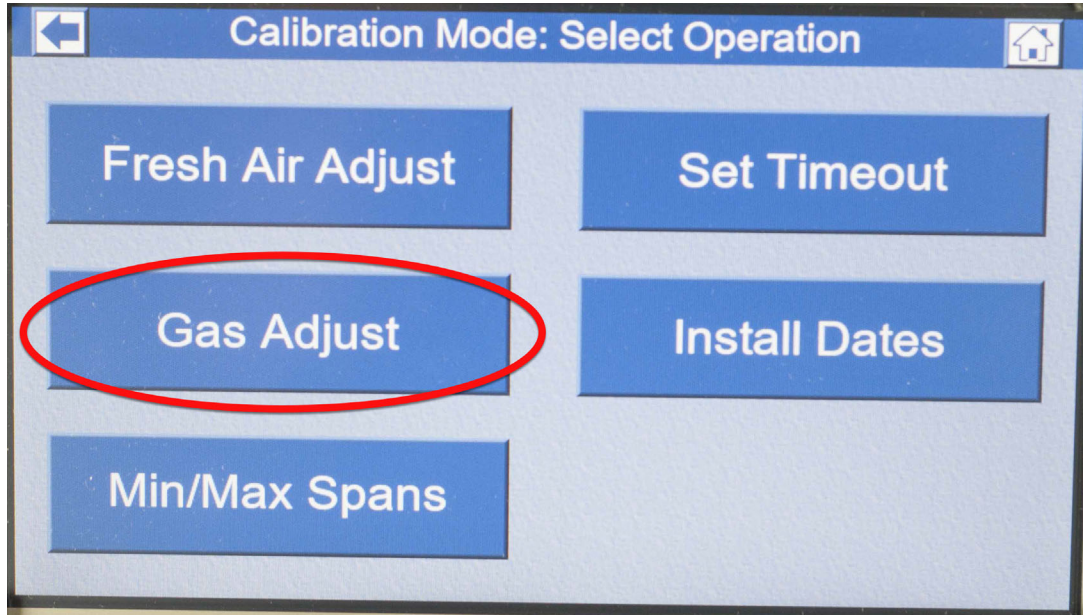 Calibration Mode: Select Operation
Fresh Air Adjust
Set Timeout
Gas Adjust
Install Dates
Min/Max Spans